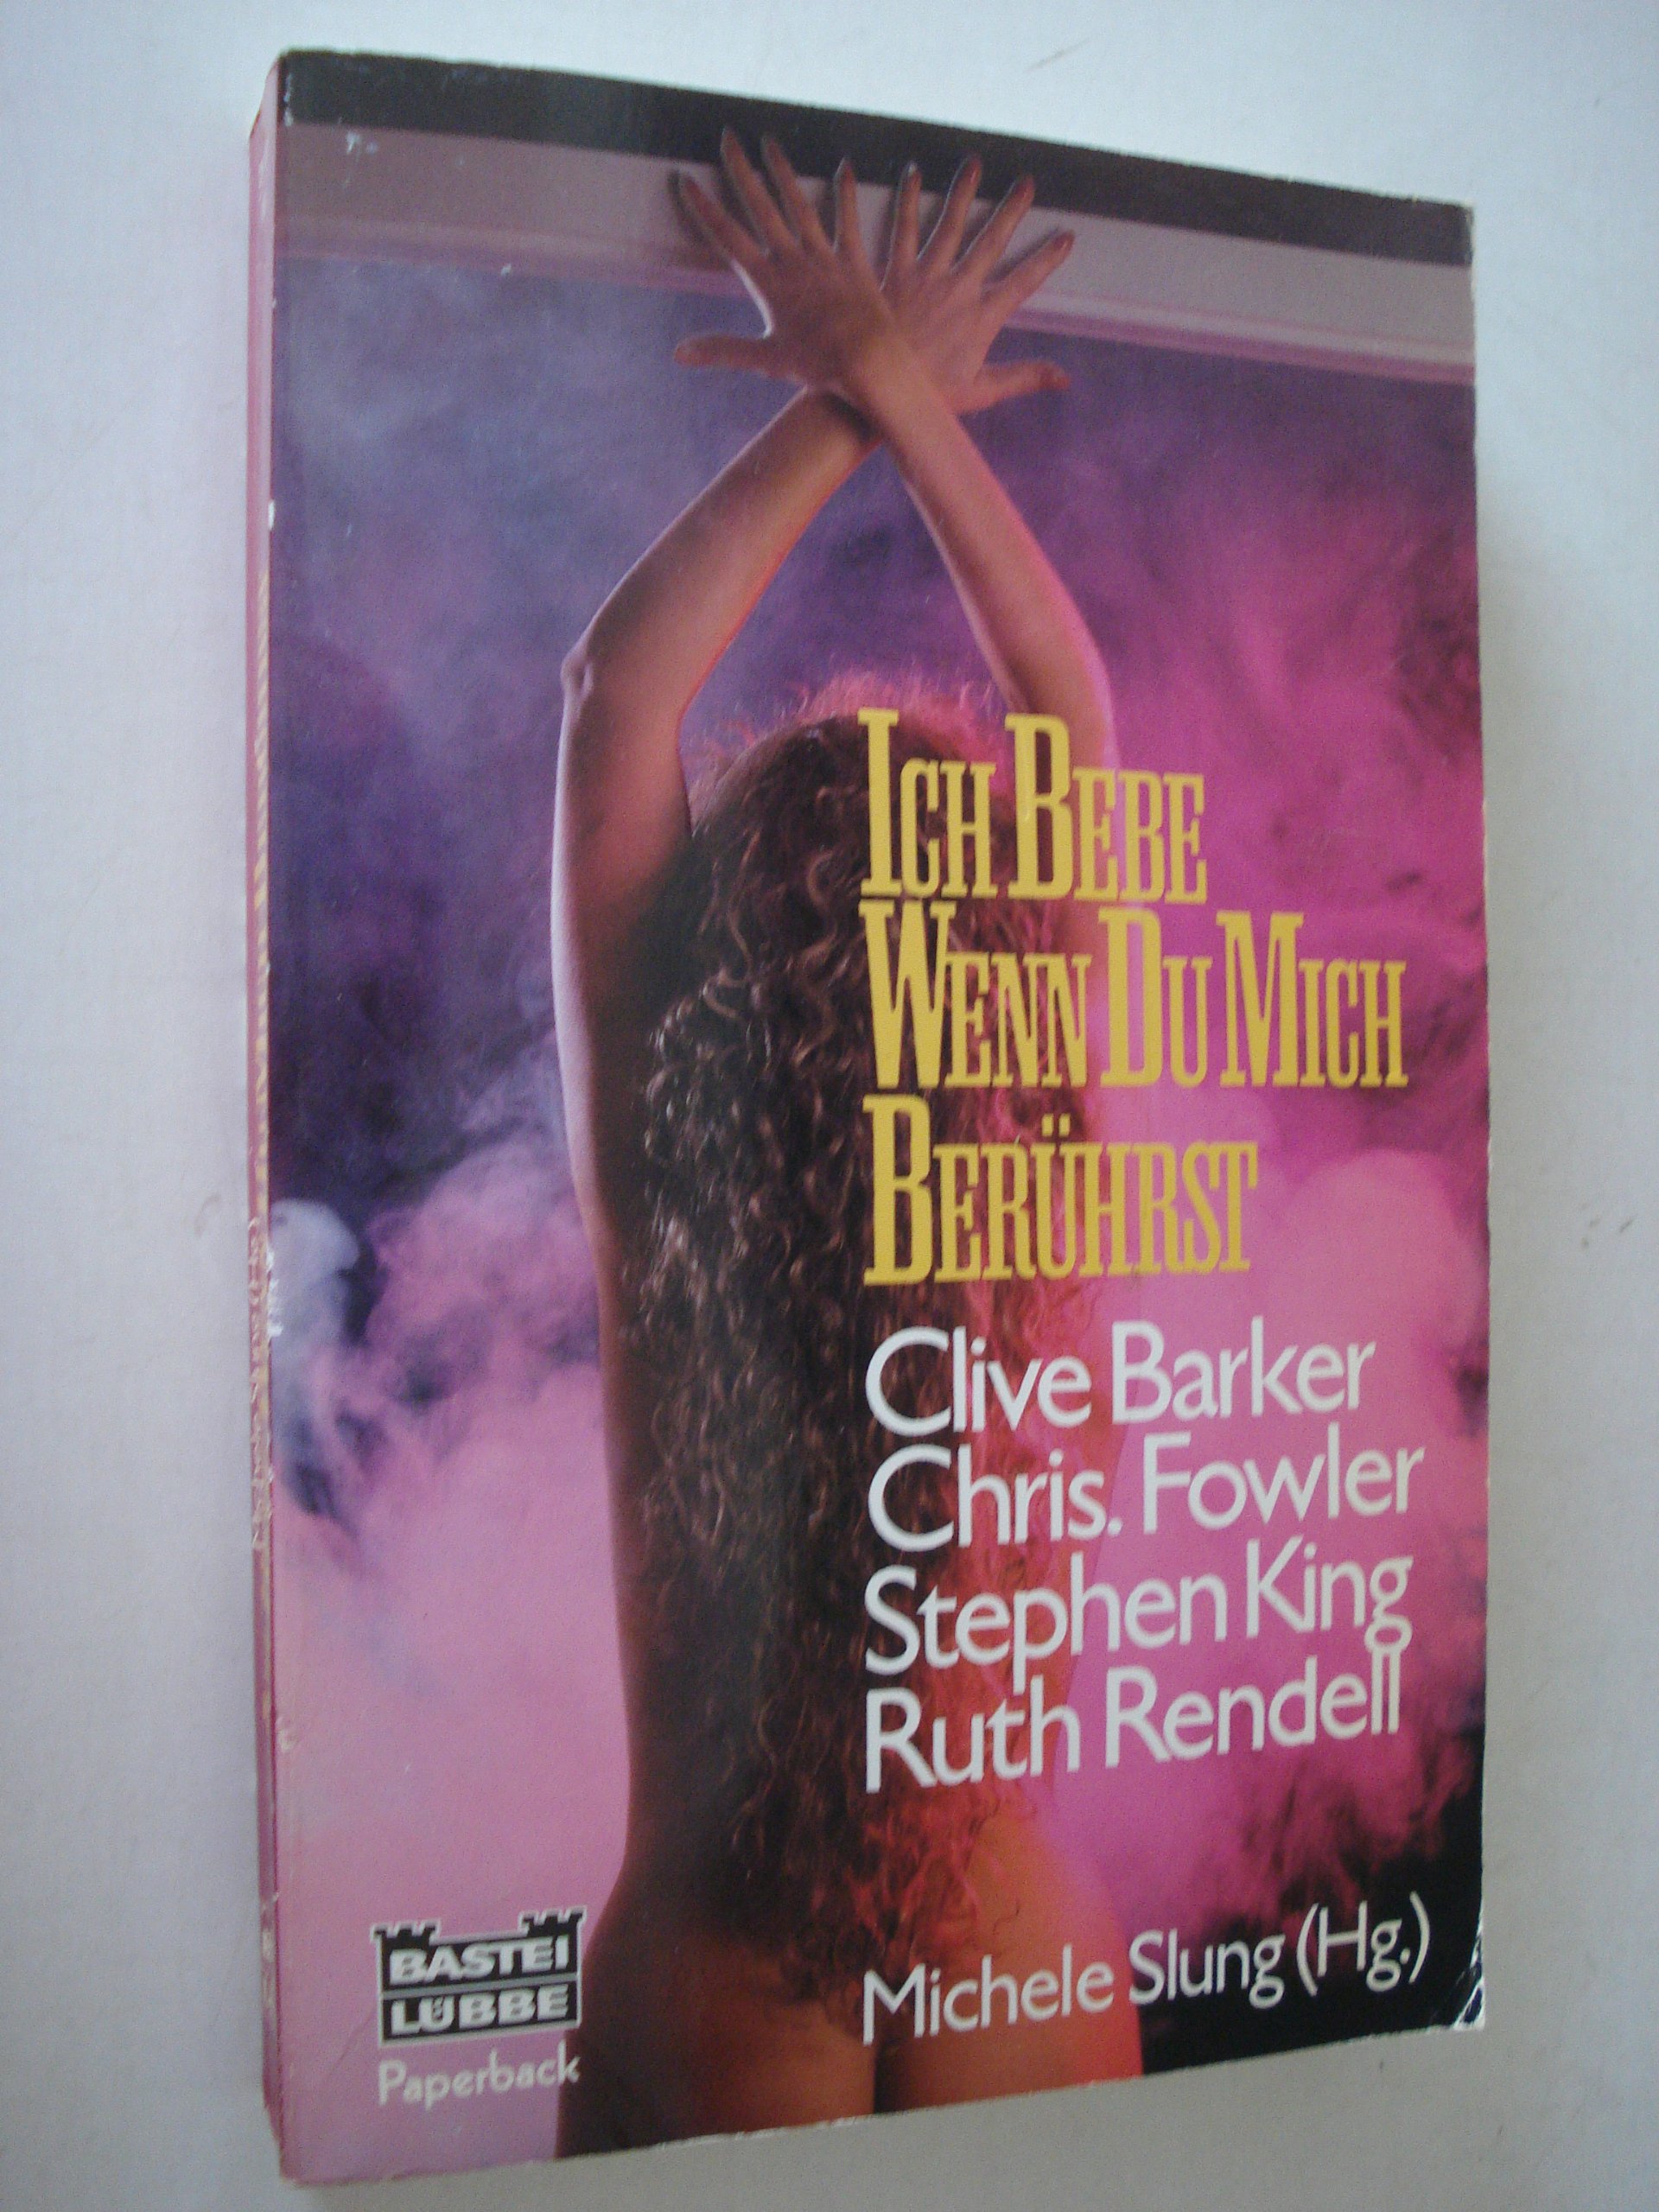 ICH BEBE
WENN DU MICH
BERÜHRST
Clive Barker
Chris. Fowler
Stephen King
Ruth Rendell
Michele Slung (Hg.)
BASTEI
LÜBBE
Paperback